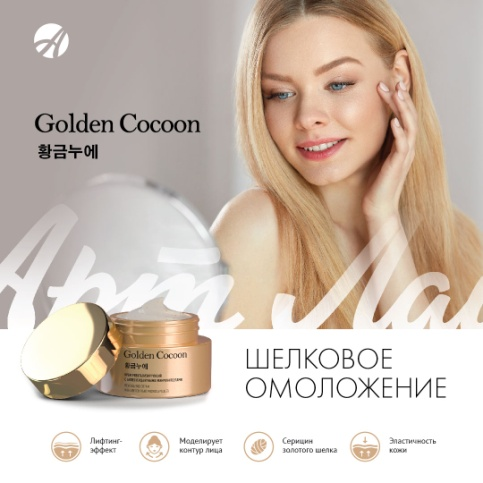 Golden Cocoon
황금누에
Арт Лай
Golden Cocoon
황금누에
ШЕЛКОВОЕ
ОМОЛОЖЕНИЕ
Лифтинг-
эффект
Моделирует
контур лица
Серицин
золотого шелка
Эластичность
кожи